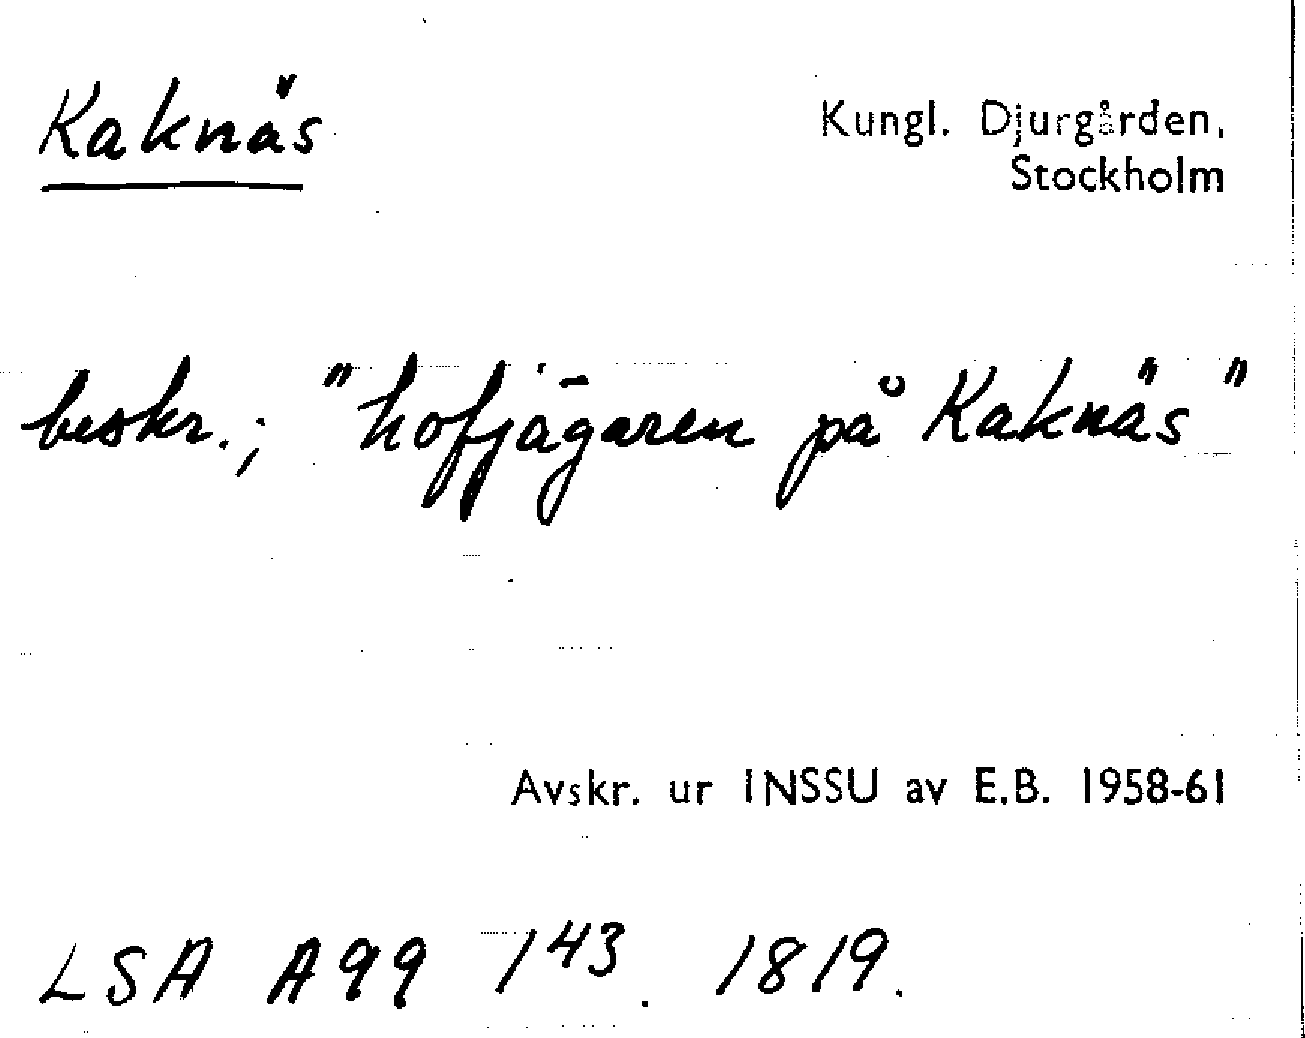 Kaknäs
Kungl. Djurgården,
Stockholm
beskr.; "hofjägaren på Kaknäs"
Avskr. ur INSSU av E.B. 1958-61
LSA A99 1⁴³. 1819.